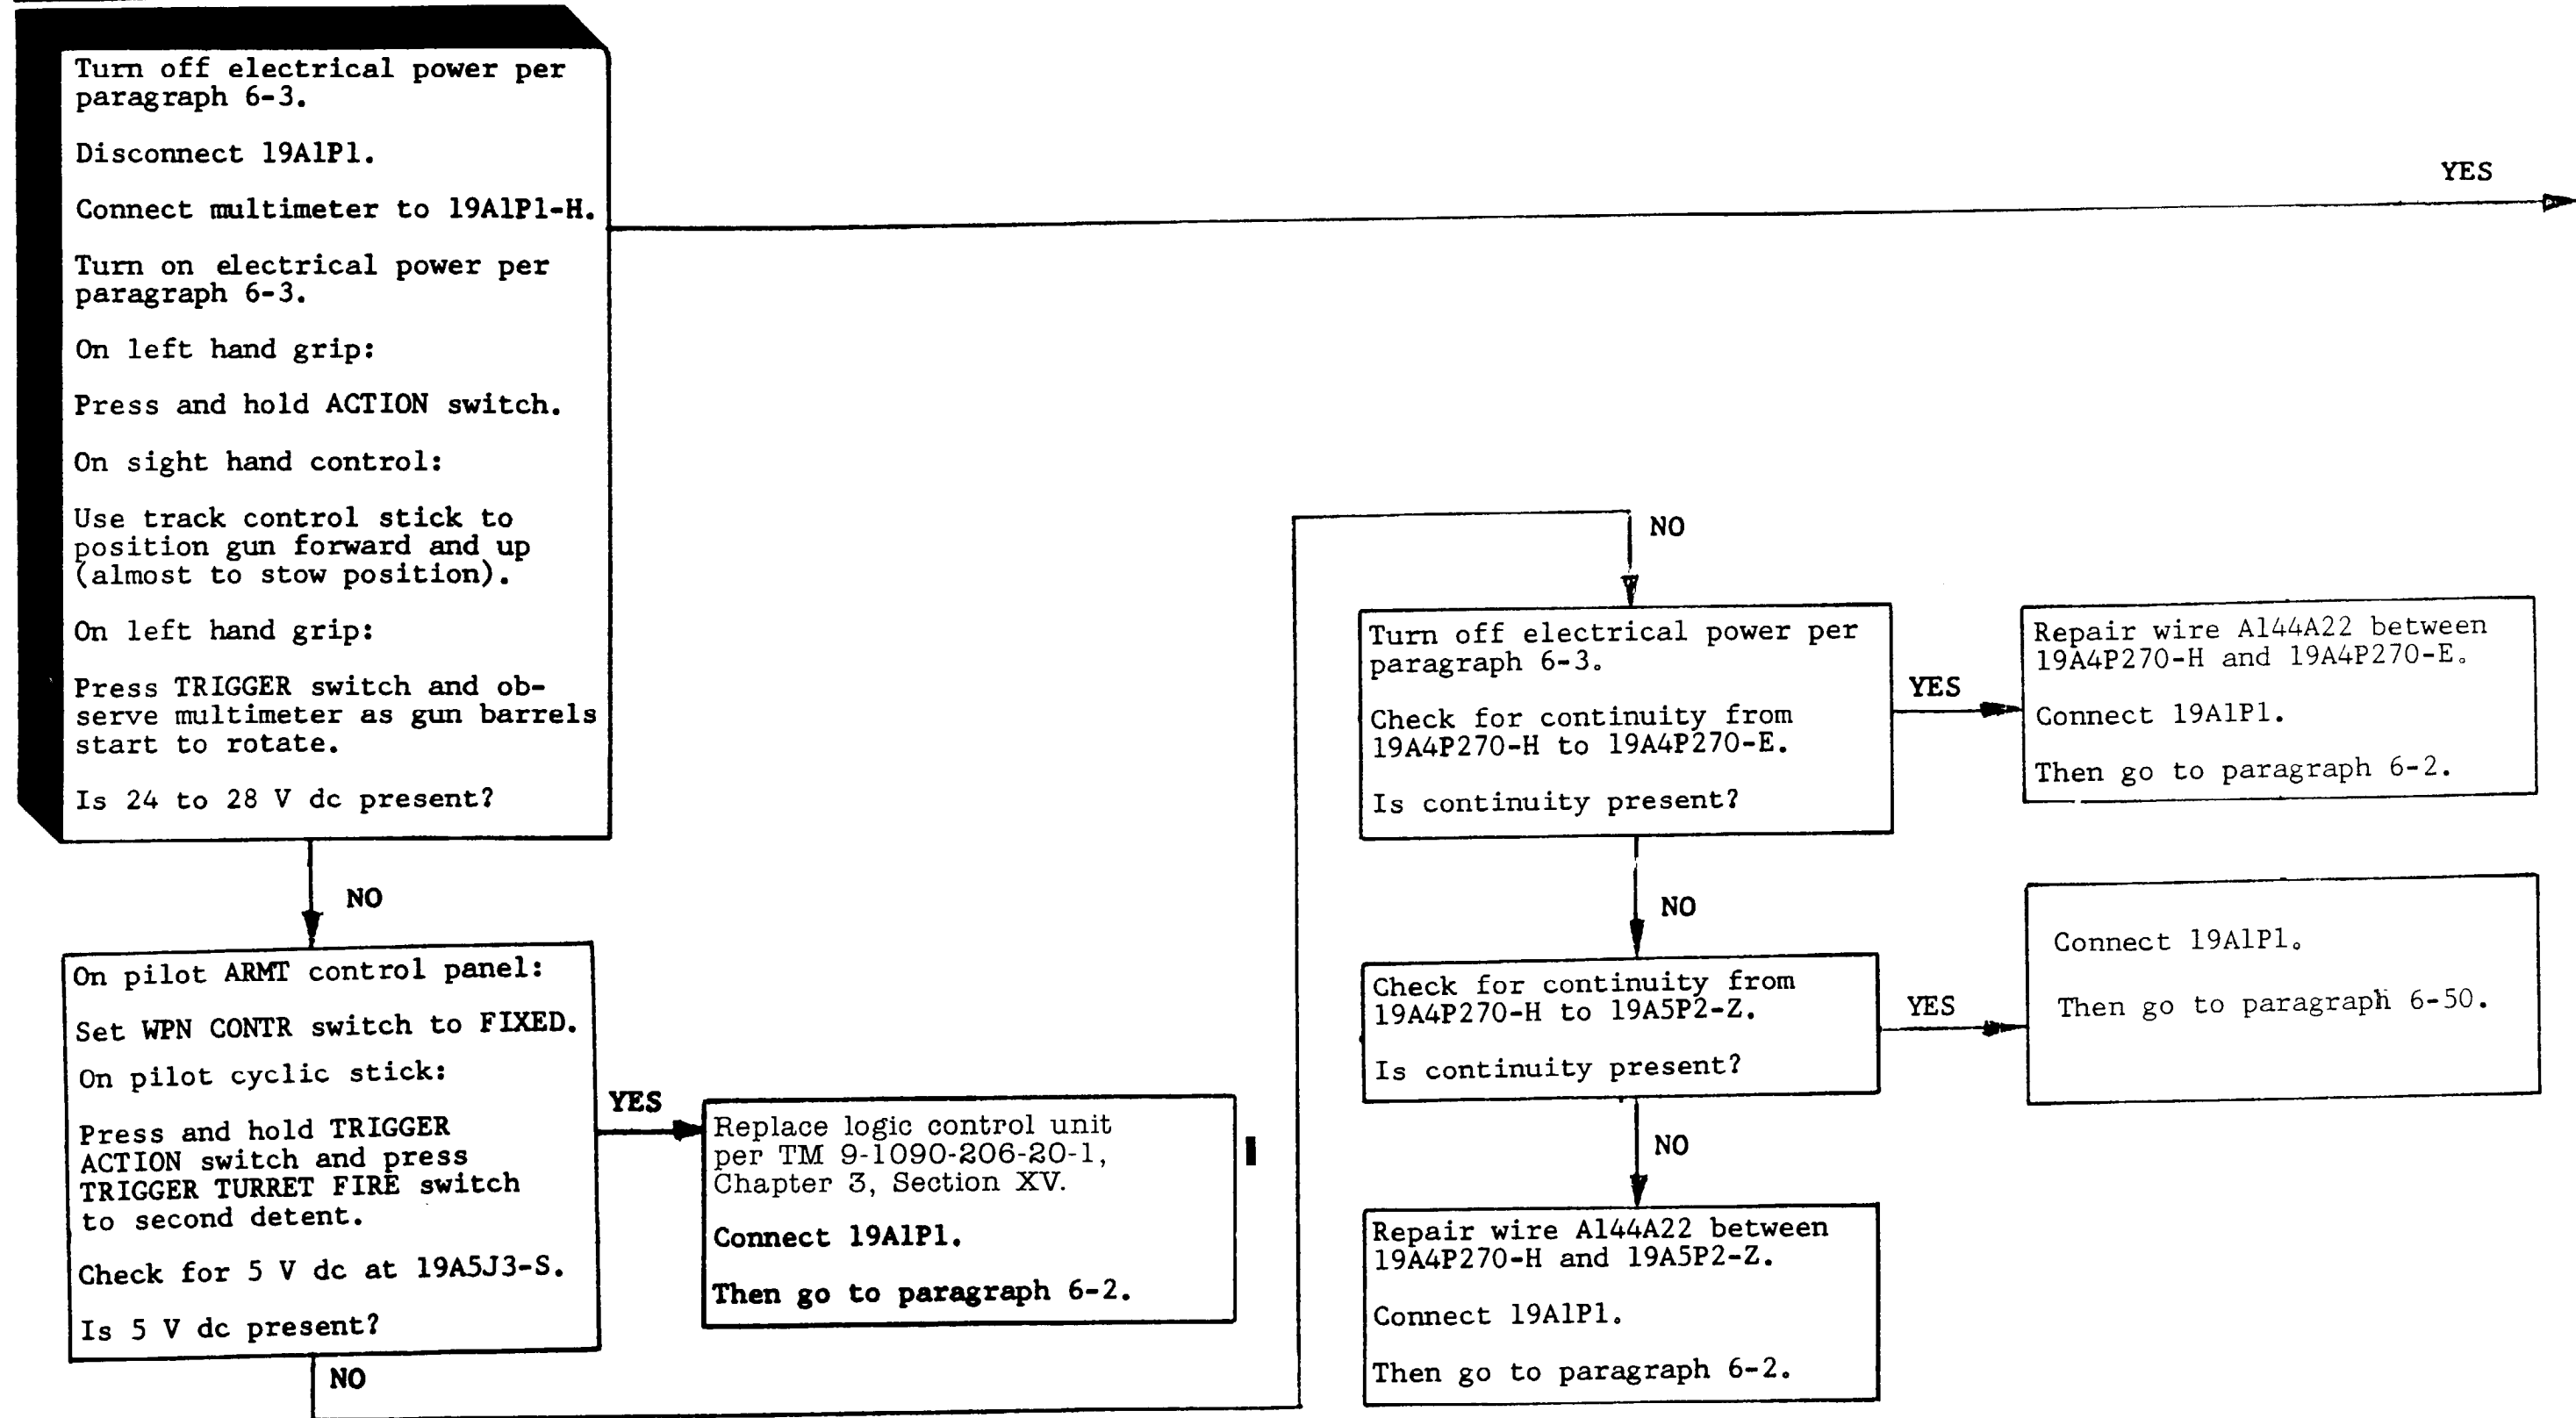 Turn off electrical power per
paragraph 6-3.
Disconnect 19A1P1.
Connect multimeter to 19A1P1-H.
Turn on electrical power per
paragraph 6-3.
On left hand grip:
Press and hold ACTION switch.
On sight hand control:
Use track control stick to
position gun forward and up
(almost to stow position).
On left hand grip:
Press TRIGGER switch and ob-
serve multimeter as gun barrels
start to rotate.
Is 24 to 28 V dc present?
YES
NO
On pilot ARMT control panel:
Set WPN CONTR switch to FIXED.
On pilot cyclic stick:
Press and hold TRIGGER
ACTION switch and press
TRIGGER TURRET FIRE switch
to second detent.
Check for 5 V dc at 19A5J3-S.
Is 5 V dc present?
YES
Replace logic control unit
per TM 9-1090-206-20-1,
Chapter 3, Section XV.
Connect 19A1P1.
Then go to paragraph 6-2.
NO
NO
Turn off electrical power per
paragraph 6-3.
Check for continuity from
19A4P270-H to 19A4P270-E.
Is continuity present?
YES
Repair wire A144A22 between
19A4P270-H and 19A4P270-E.
Connect 19A1P1.
Then go to paragraph 6-2.
NO
Check for continuity from
19A4P270-H to 19A5P2-Z.
Is continuity present?
YES
Connect 19A1P1.
Then go to paragraph 6-50.
NO
Repair wire A144A22 between
19A4P270-H and 19A5P2-Z.
Connect 19A1P1.
Then go to paragraph 6-2.